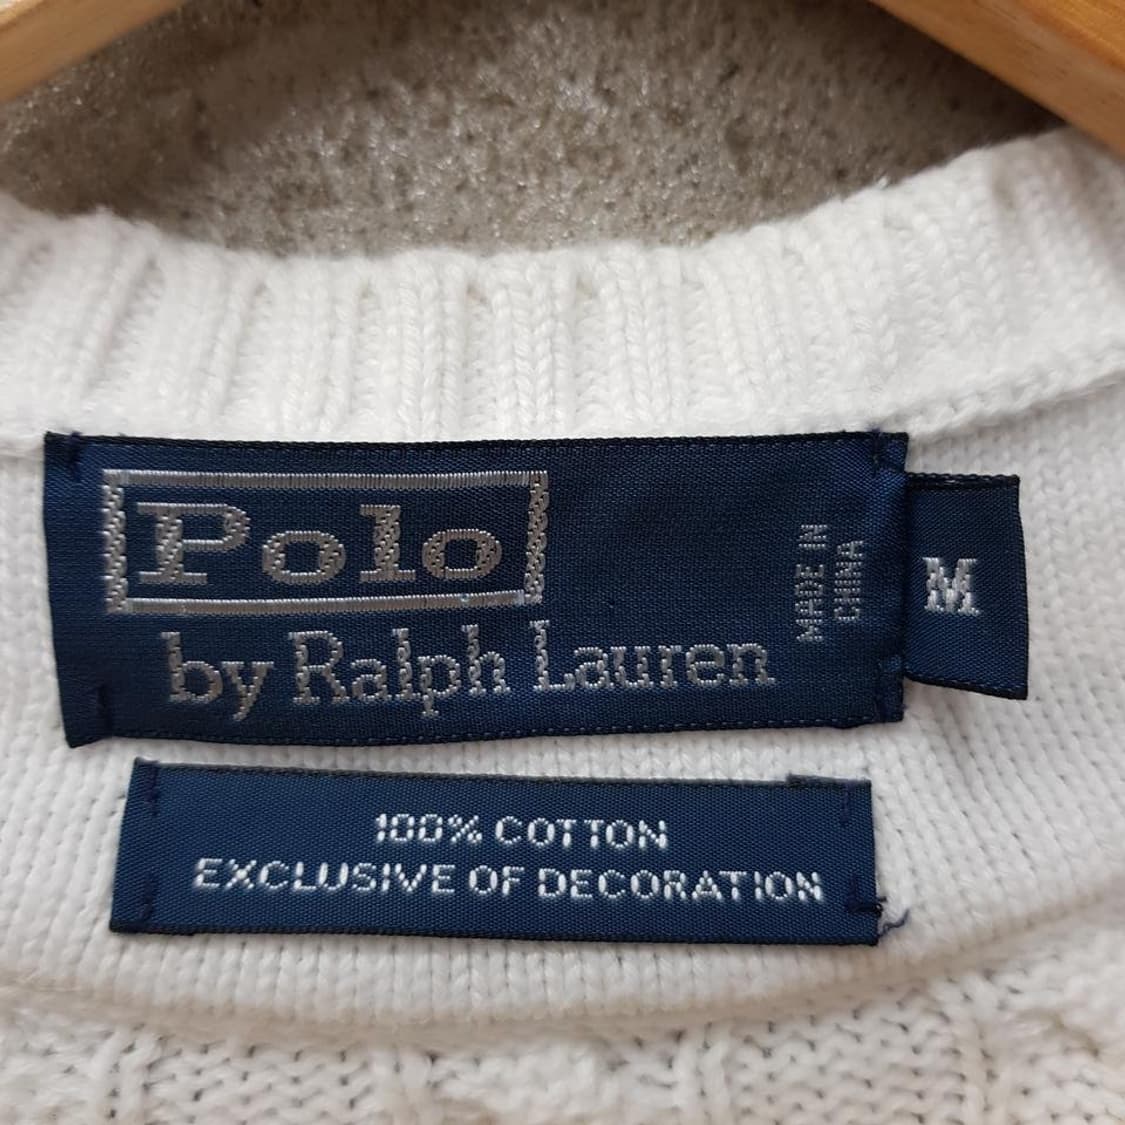 Polo
by Ralph Lauren
MADE IN
CHINA
M
100% COTTON
EXCLUSIVE OF DECORATION